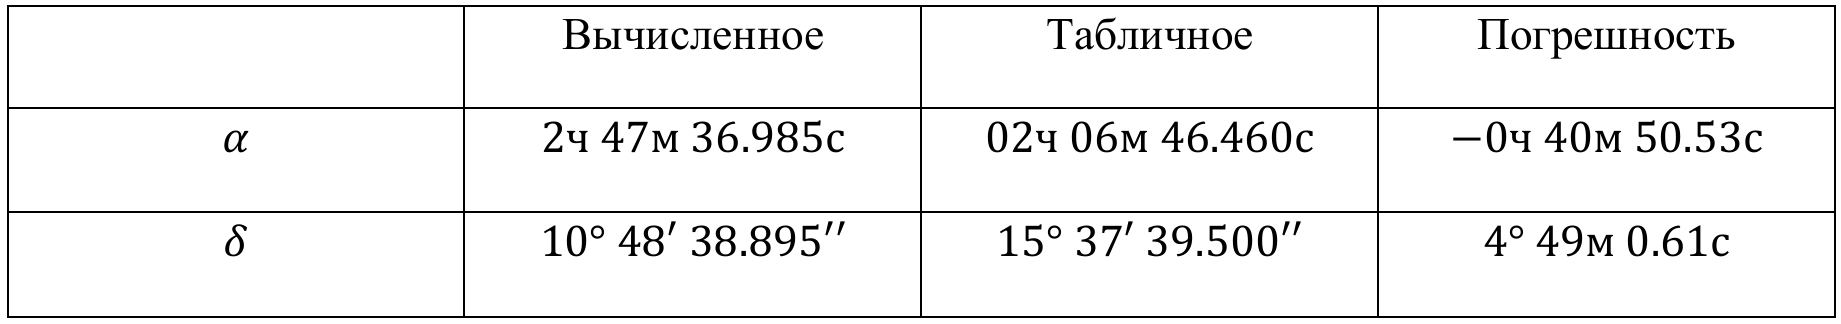 Вычисленное Табличное Погрешность
𝛼 2ч 47м 36.985с 02ч 06м 46.460с −0ч 40м 50.53с
𝛿 10° 48′ 38.895′′ 15° 37′ 39.500′′ 4° 49м 0.61с